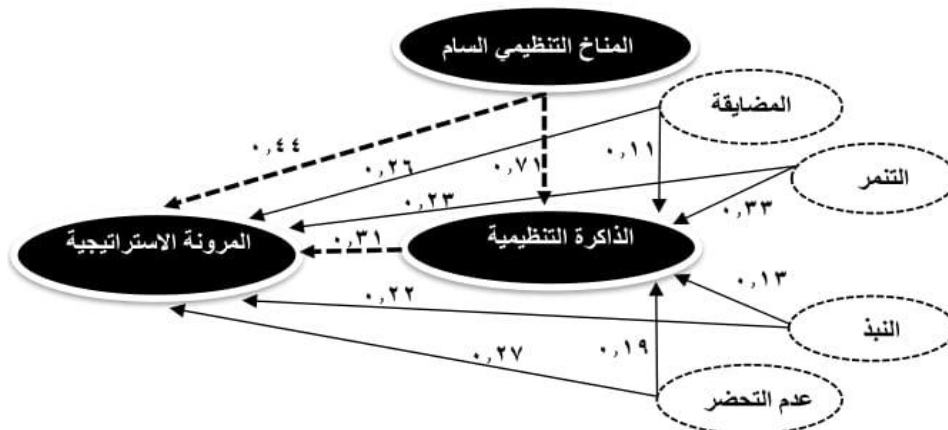 المناخ التنظيمي السام
المضايقة
٠,٤٤
٠,٢٦
٠,٧١
٠,١١
التنمر
٠,٢٣
٠,٣٣
المرونة الاستراتيجية
٠,٣١
الذاكرة التنظيمية
٠,٢٢
٠,١٣
النبذ
٠,٢٧
٠,١٩
عدم التحضر